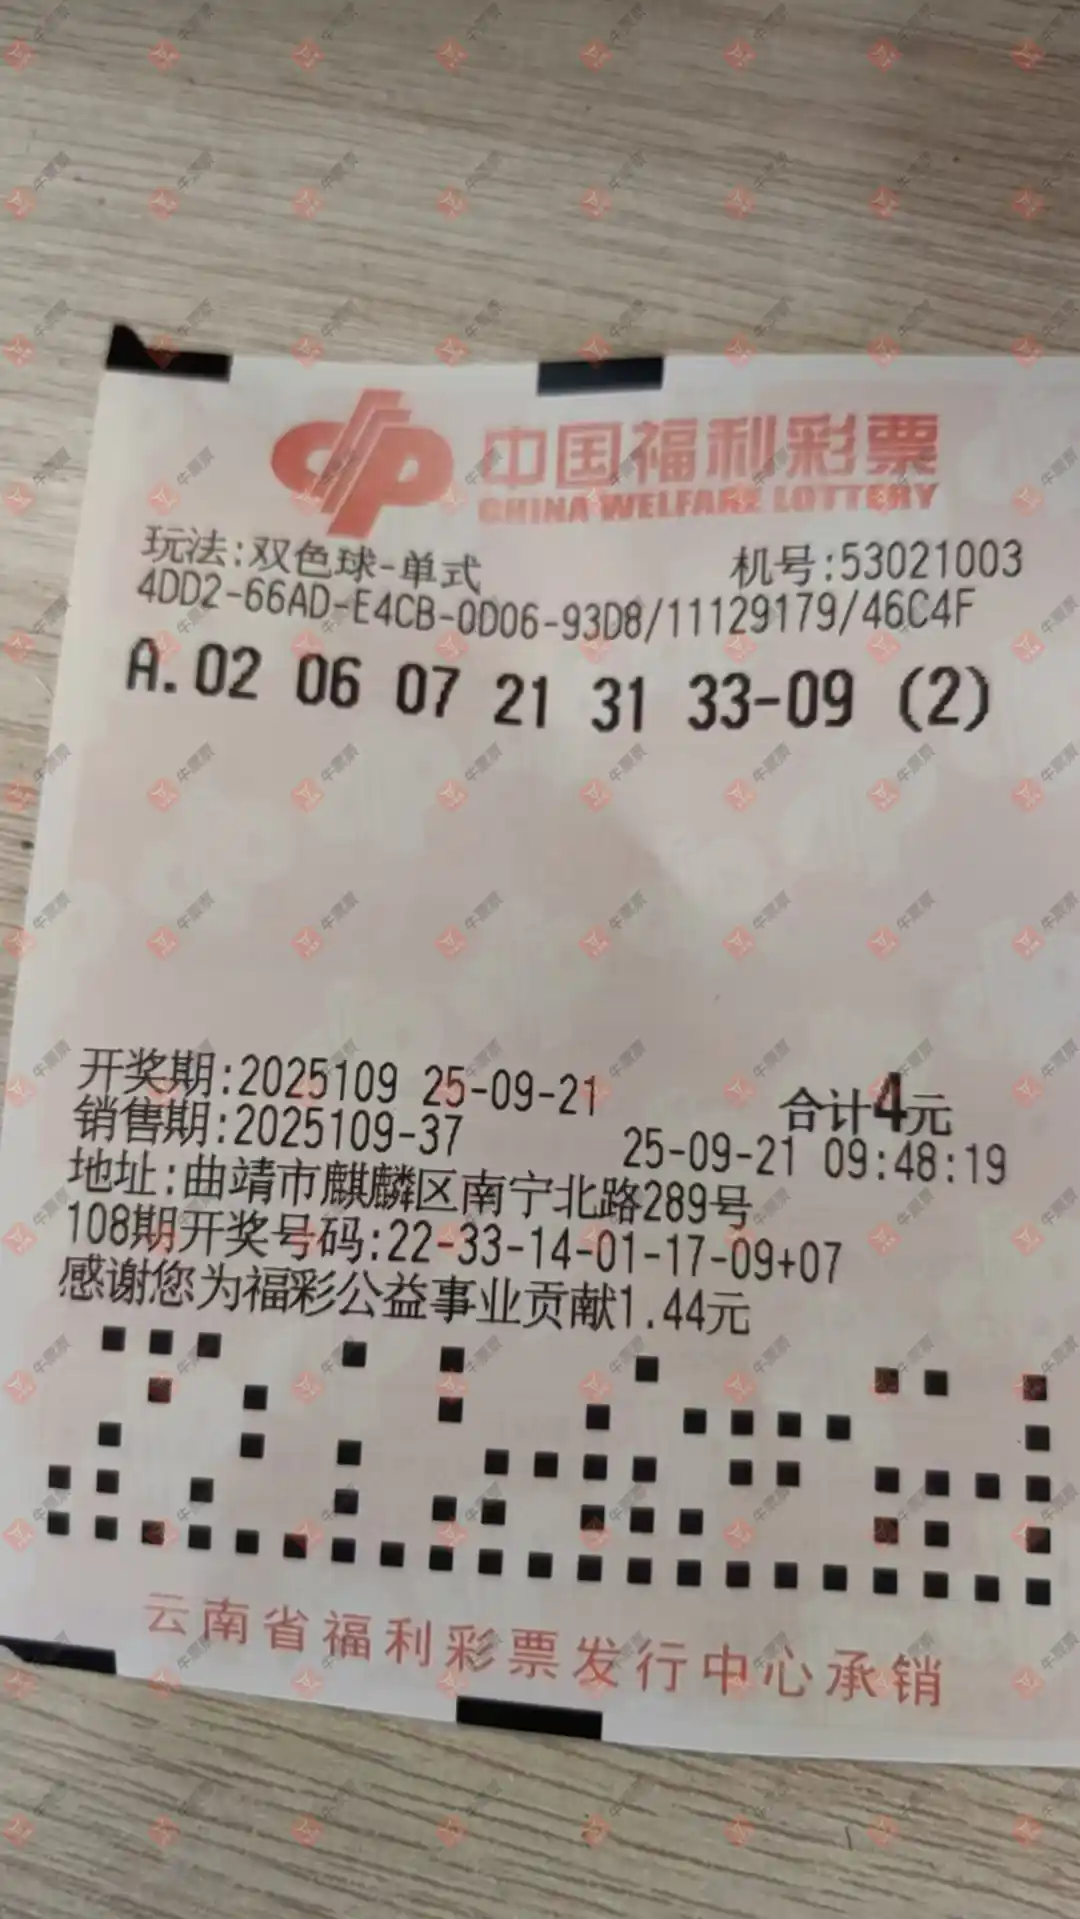 中国福利彩票
CHINA WELFARE LOTTERY
玩法:双色球-单式 机号:53021003
4DD2-66AD-E4CB-0D06-93D8/11129179/46C4F
A.02 06 07 21 31 33-09 (2)
开奖期:2025109 25-09-21 合计4元
销售期:2025109-37 25-09-21 09:48:19
地址:曲靖市麒麟区南宁北路289号
108期开奖号码:22-33-14-01-17-09+07
感谢您为福彩公益事业贡献1.44元
云南省福利彩票发行中心承销